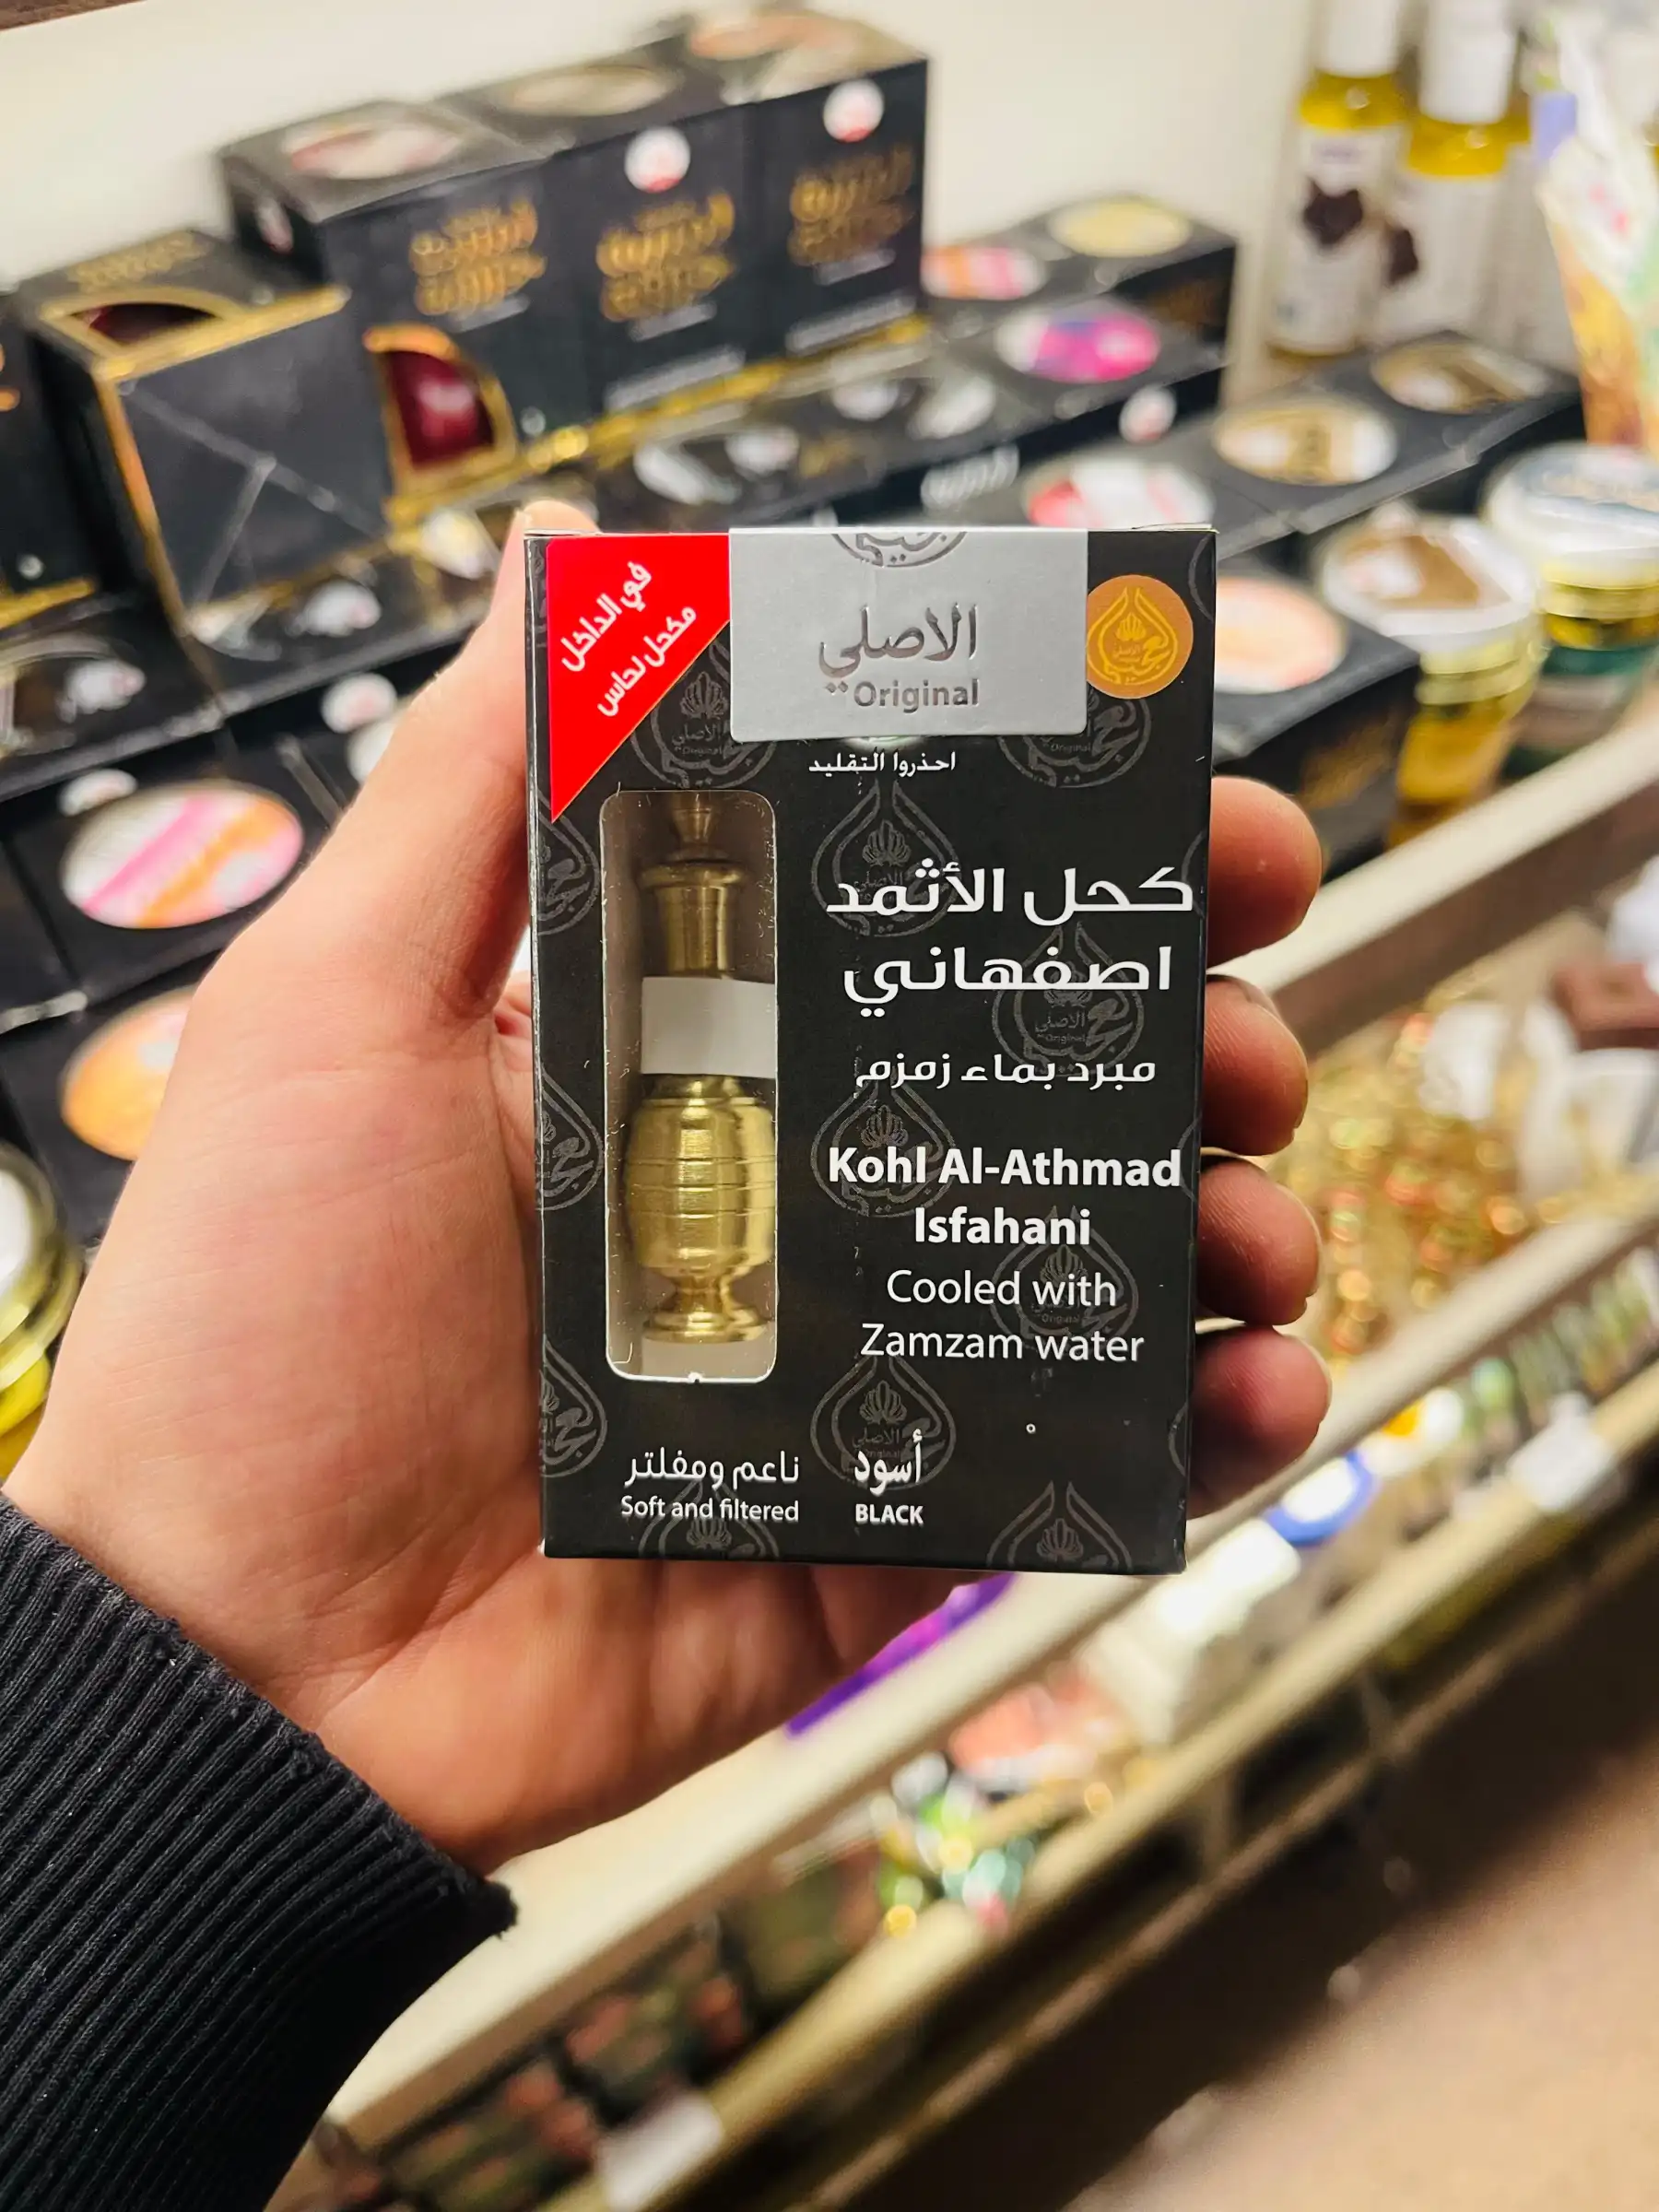 في الداخل
مكحل نحاس
الاصلي
Original
احذروا التقليد
كحل الأثمد
اصفهاني
مبرد بماء زمزم
Kohl Al-Athmad
Isfahani
Cooled with
Zamzam water
ناعم ومفلتر
Soft and filtered
أسود
BLACK